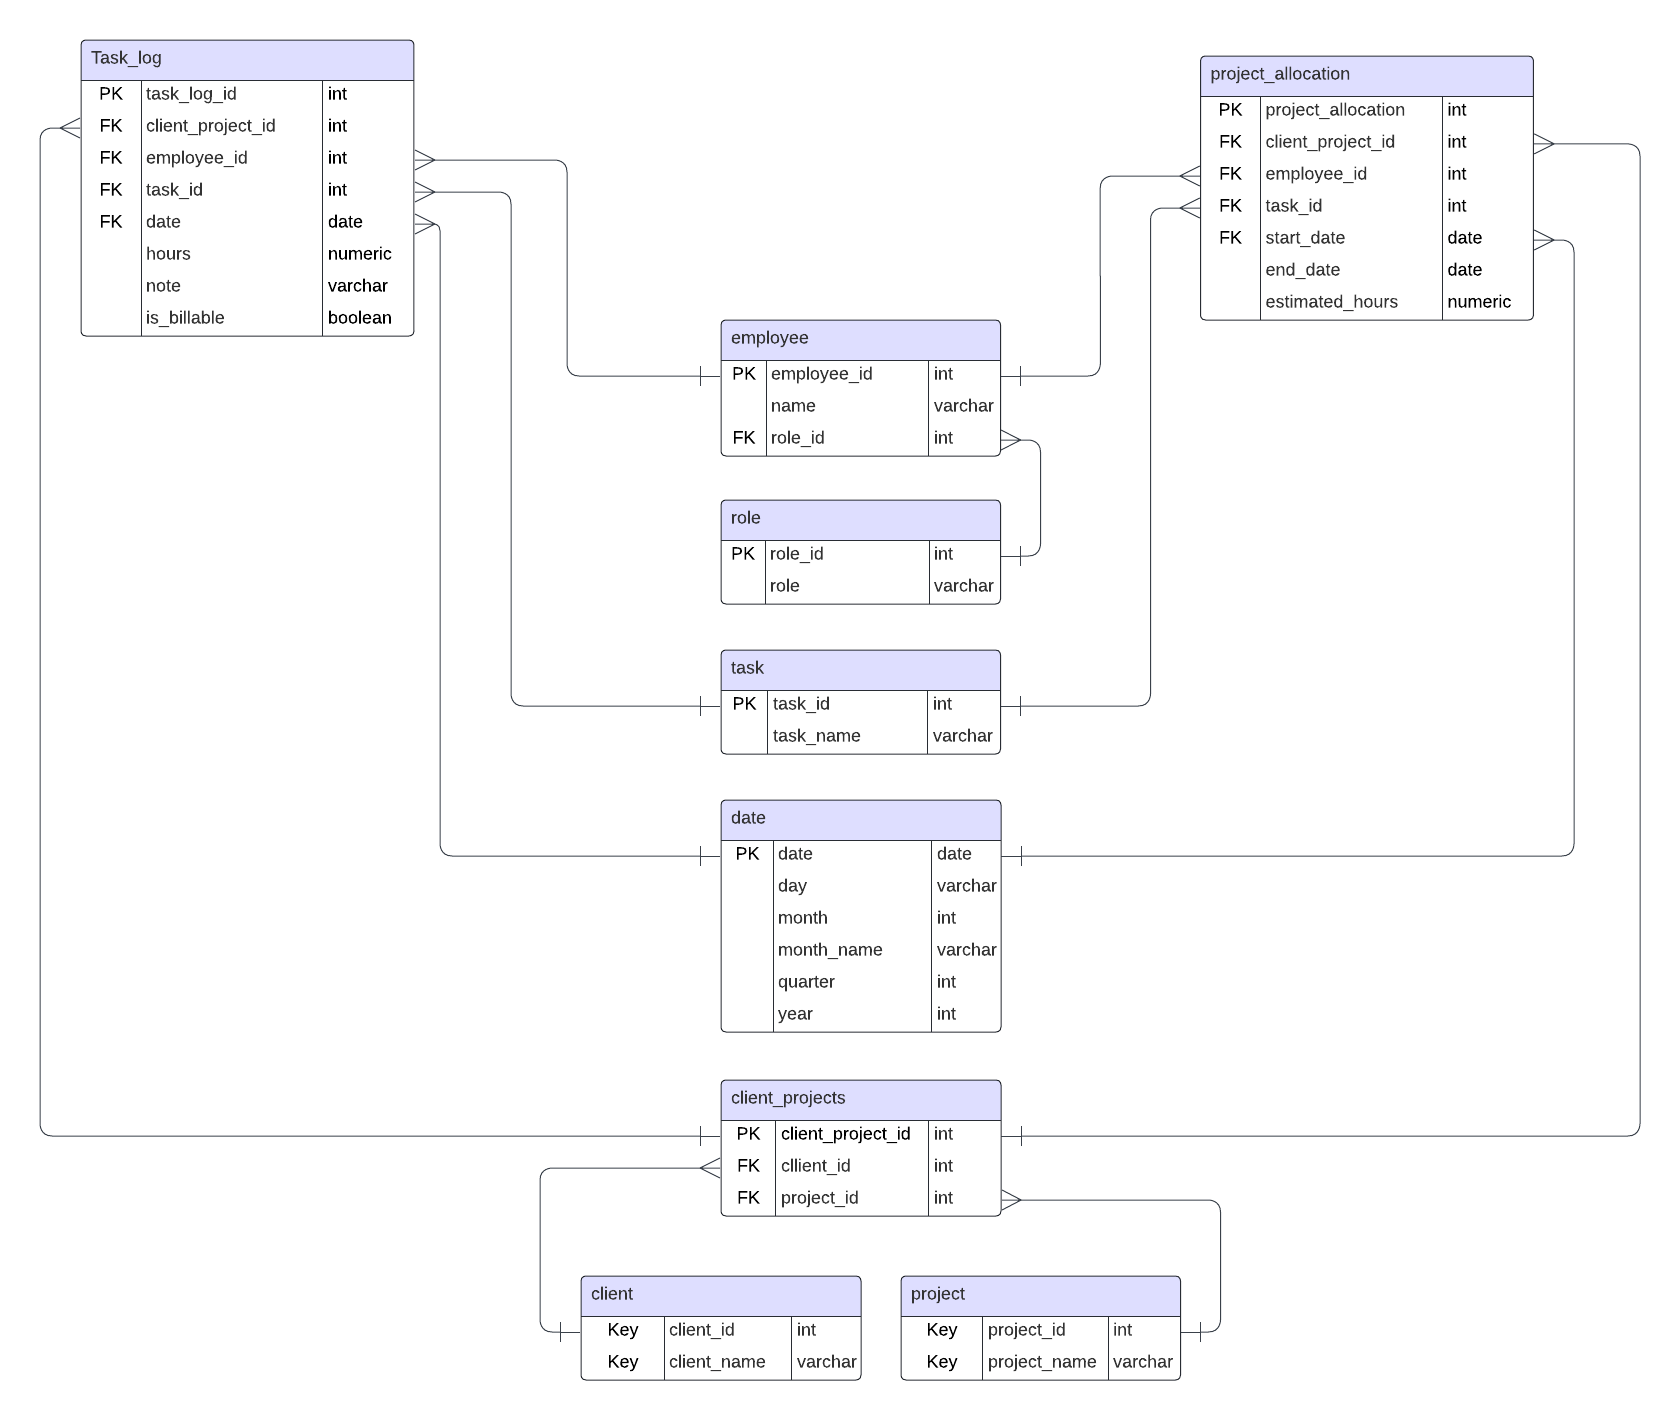 Task_log
PK task_log_id int
FK client_project_id int
FK employee_id int
FK task_id int
FK date date
hours numeric
note varchar
is_billable boolean
project_allocation
PK project_allocation int
FK client_project_id int
FK employee_id int
FK task_id int
FK start_date date
end_date date
estimated_hours numeric
employee
PK employee_id int
name varchar
FK role_id int
role
PK role_id int
role varchar
task
PK task_id int
task_name varchar
date
PK date date
day varchar
month int
month_name varchar
quarter int
year int
client_projects
PK client_project_id int
FK cllient_id int
FK project_id int
client
Key client_id int
Key client_name varchar
project
Key project_id int
Key project_name varchar